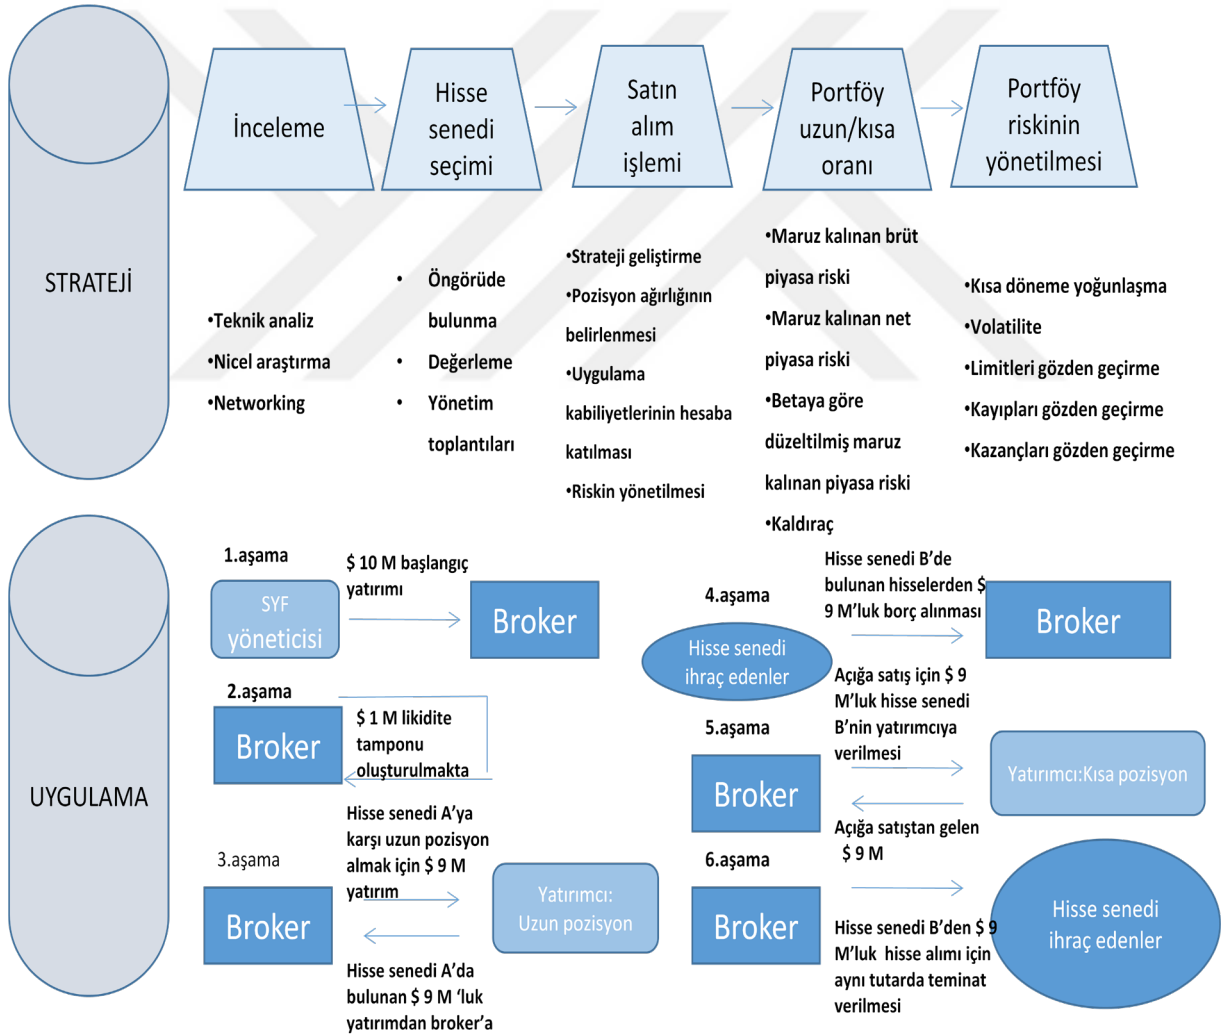 STRATEJİ
İnceleme
Hisse
senedi
seçimi
Satın
alım
işlemi
Portföy
uzun/kısa
oranı
Portföy
riskinin
yönetilmesi
•Teknik analiz
•Nicel araştırma
•Networking
• Öngörüde
bulunma
• Değerleme
• Yönetim
toplantıları
•Strateji geliştirme
•Pozisyon ağırlığının
belirlenmesi
•Uygulama
kabiliyetlerinin hesaba
katılması
•Riskin yönetilmesi
•Maruz kalınan brüt
piyasa riski
•Maruz kalınan net
piyasa riski
•Betaya göre
düzeltilmiş maruz
kalınan piyasa riski
•Kaldıraç
•Kısa döneme yoğunlaşma
•Volatilite
•Limitleri gözden geçirme
•Kayıpları gözden geçirme
•Kazançları gözden geçirme
UYGULAMA
1.aşama
SYF
yöneticisi
$ 10 M başlangıç
yatırımı
Broker
2.aşama
Broker
$ 1 M likidite
tamponu
oluşturulmakta
3.aşama
Broker
Hisse senedi A’ya
karşı uzun pozisyon
almak için $ 9 M
yatırım
Yatırımcı:
Uzun pozisyon
Hisse senedi A’da
bulunan $ 9 M ‘luk
yatırımdan broker’a
4.aşama
Hisse senedi
ihraç edenler
Hisse senedi B’de
bulunan hisselerden $
9 M’luk borç alınması
Broker
5.aşama
Broker
Açığa satış için $ 9
M’luk hisse senedi
B’nin yatırımcıya
verilmesi
Yatırımcı:Kısa pozisyon
Açığa satıştan gelen
$ 9 M
6.aşama
Broker
Hisse senedi B’den $ 9
M’luk hisse alımı için
aynı tutarda teminat
verilmesi
Hisse senedi
ihraç edenler